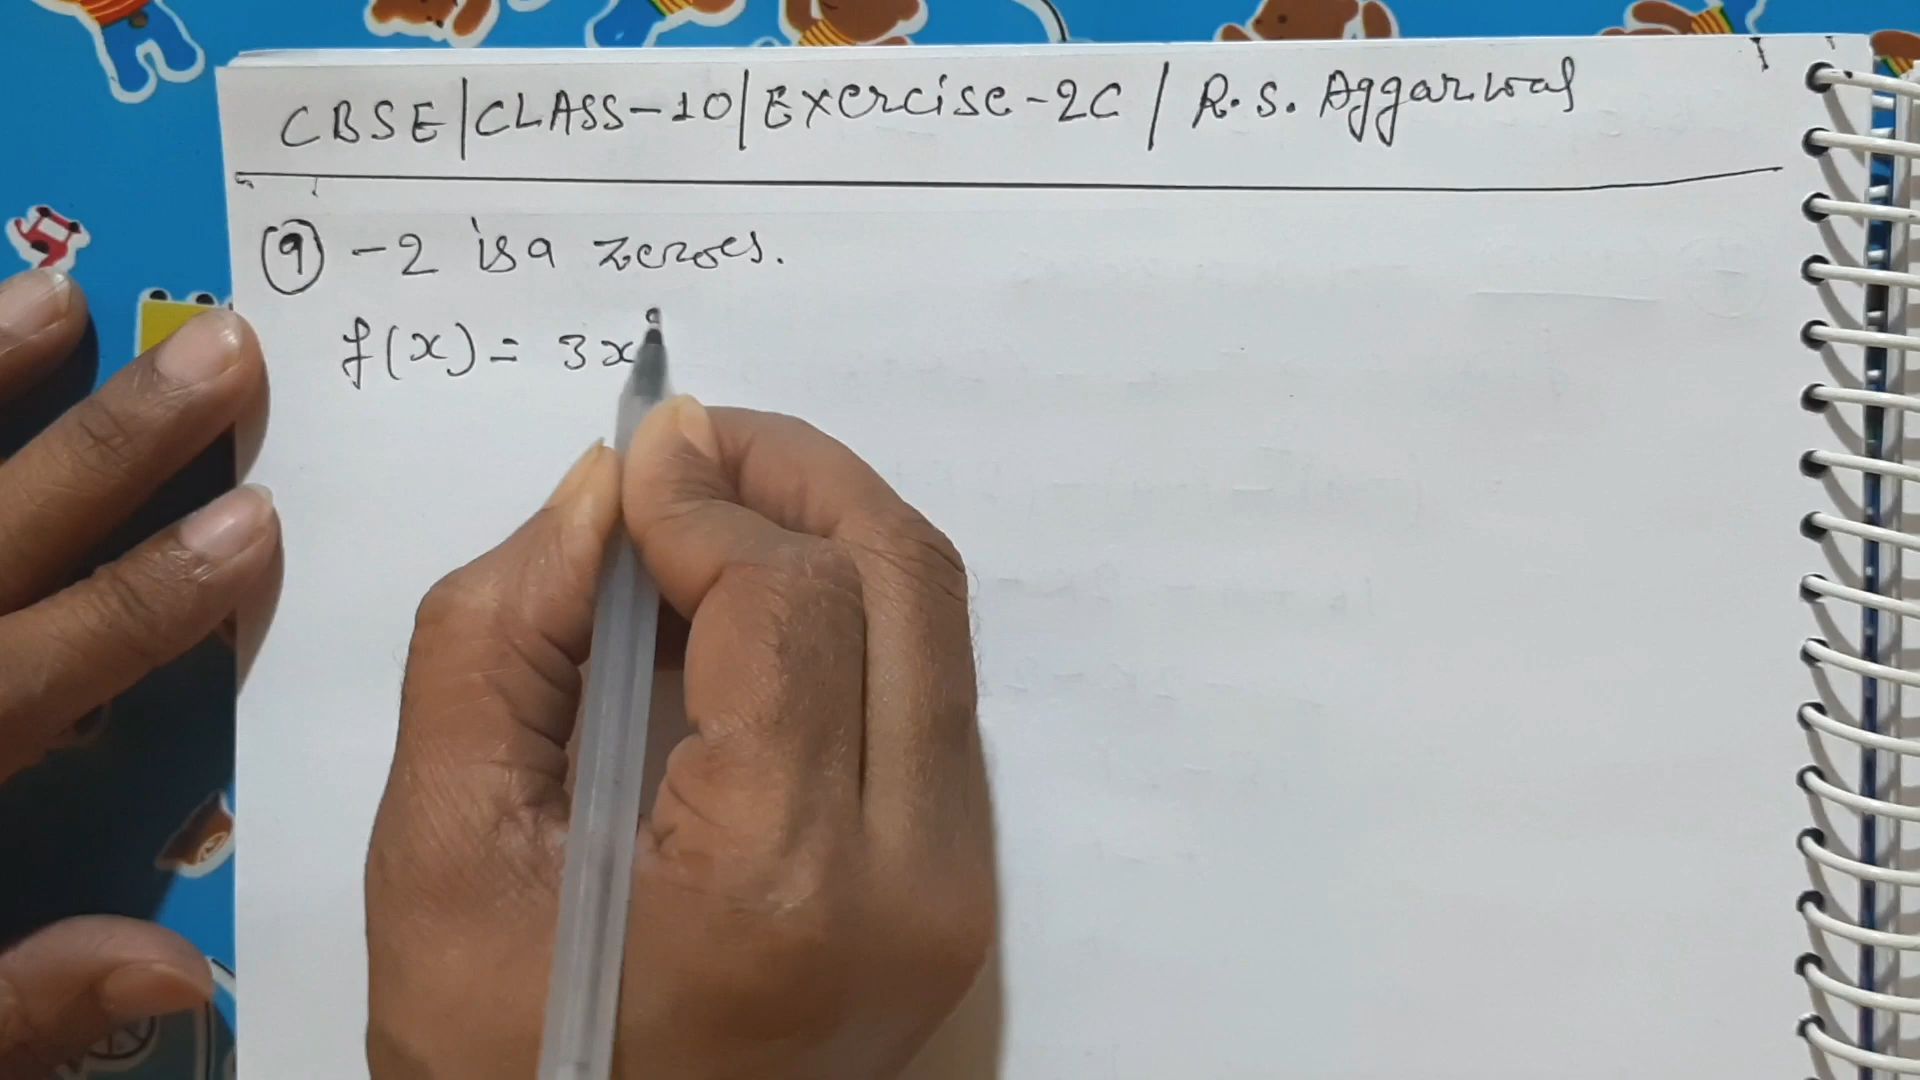 CBSE/CLASS-10/Exercise-2C/R.S. Aggarwal
9 -2 is a zeroes.
f(x) = 3x